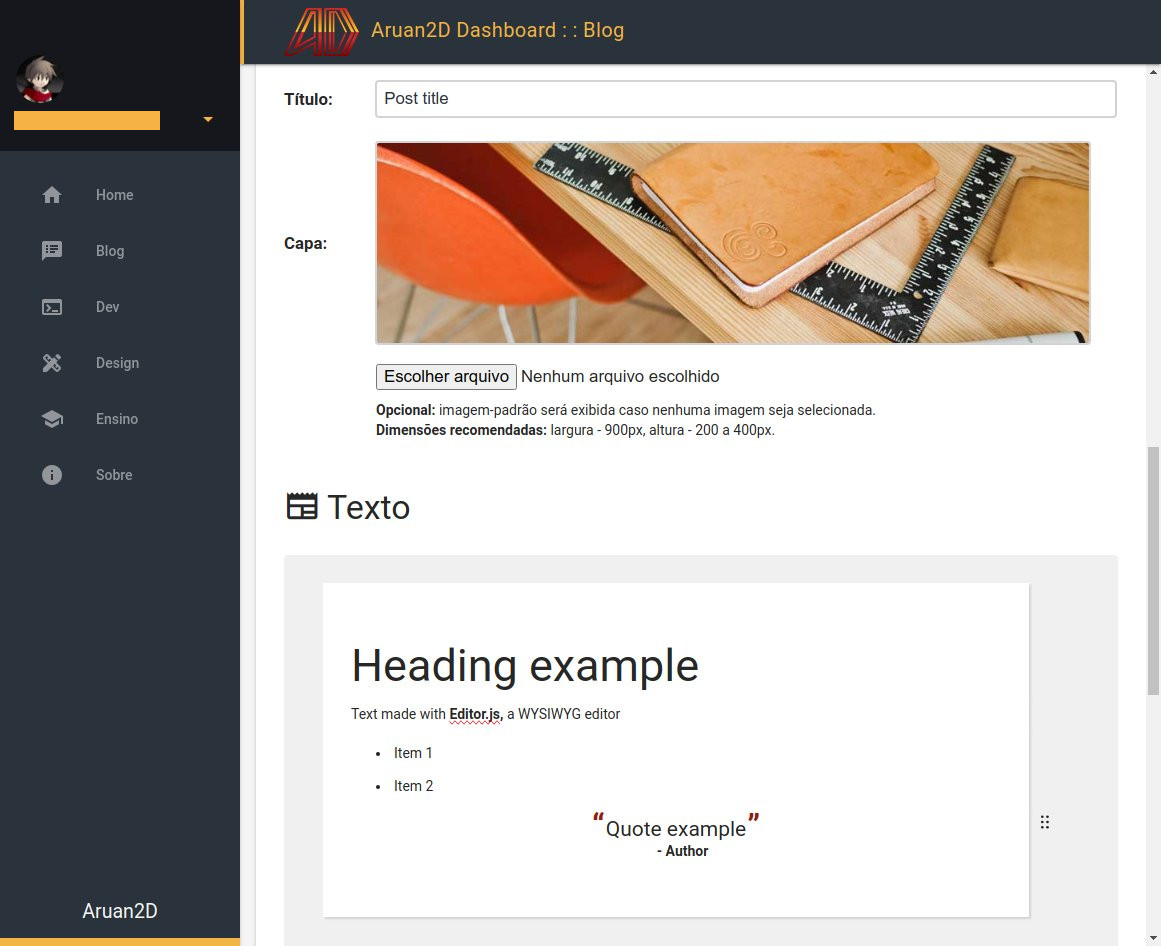 AD
Aruan2D Dashboard : : Blog
Home
Blog
Dev
Design
Ensino
Sobre
Aruan2D
Título:
Post title
Capa:
Escolher arquivo Nenhum arquivo escolhido
Opcional: imagem-padrão será exibida caso nenhuma imagem seja selecionada.
Dimensões recomendadas: largura - 900px, altura - 200 a 400px.
Texto
Heading example
Text made with Editor.js, a WYSIWYG editor
• Item 1
• Item 2
“Quote example”
- Author